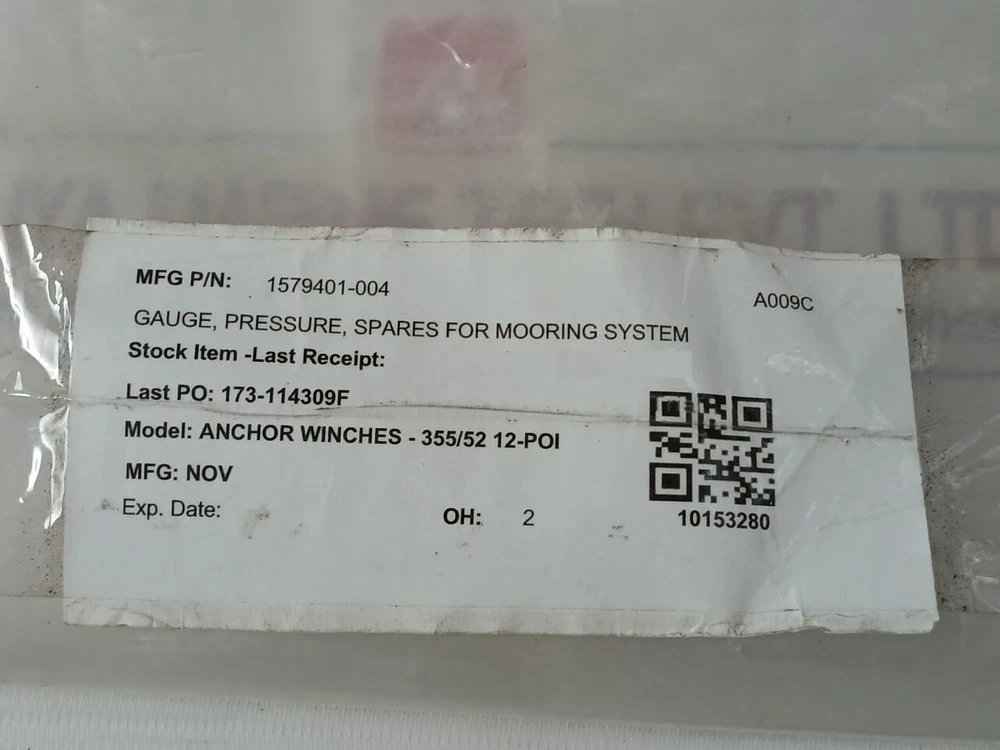 MFG P/N: 1579401-004
A009C
GAUGE, PRESSURE, SPARES FOR MOORING SYSTEM
Stock Item -Last Receipt:
Last PO: 173-114309F
Model: ANCHOR WINCHES - 355/52 12-POI
MFG: NOV
Exp. Date:
OH: 2
10153280